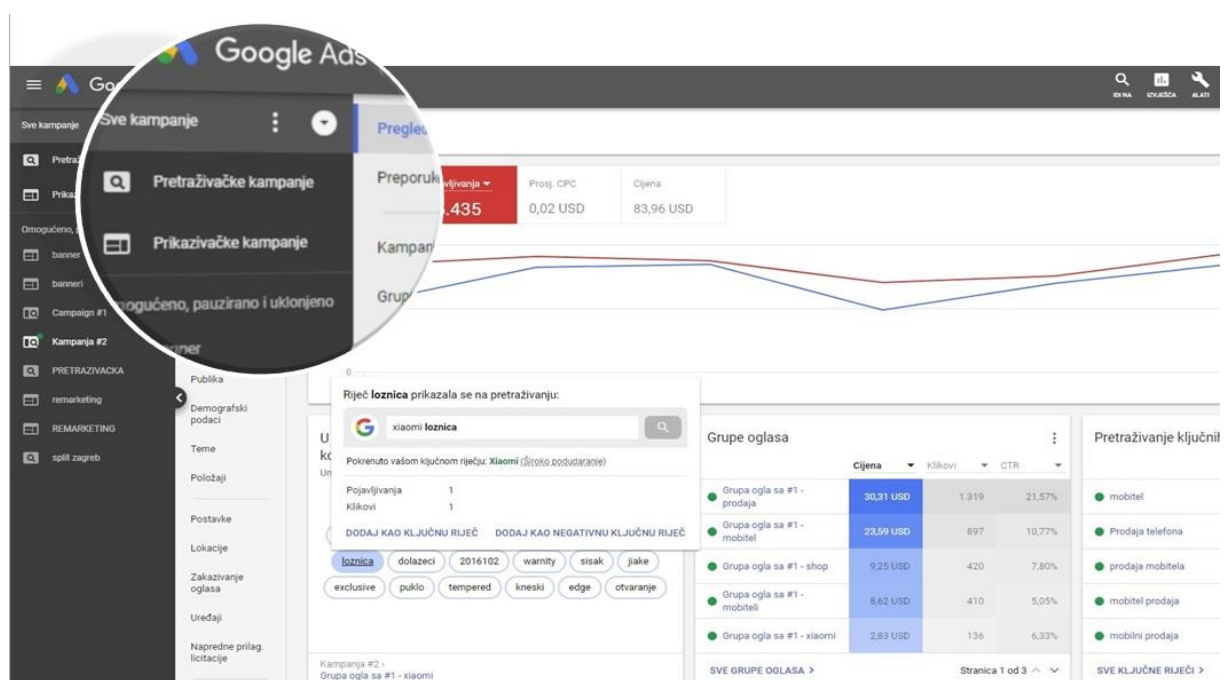 Google Ads
IDI NA
IZVJEŠĆA
ALATI
Sve kampanje
Sve kampanje
Pregled
Pretraživačke kampanje
Prikazivačke kampanje
Omogućeno, pauzirano i uklonjeno
Prosj. CPC
0,02 USD
Cijena
83,96 USD
banner
banneri
Campaign #1
Kampanja #2
PRETRAZIVACKA
remarketing
REMARKETING
split zagreb
Publika
Demografski
podaci
Teme
Položaji
Postavke
Lokacije
Zakazivanje
oglasa
Uređaji
Napredne prilag.
licitacije
0
Riječ loznica prikazala se na pretraživanju:
xiaomi loznica
Pokrenuto vašom ključnom riječju: Xiaomi (Široko podudaranje)
Pojavljivanja 1
Klikovi 1
DODAJ KAO KLJUČNU RIJEČ DODAJ KAO NEGATIVNU KLJUČNU RIJEČ
loznica dolazeci 2016102 warnity sisak jiake
exclusive puklo tempered kneski edge otvaranje
Kampanja #2 ›
Grupa ogla sa #1 - xiaomi
Grupe oglasa
Cijena Klikovi CTR
Grupa ogla sa #1 -
prodaja 30,31 USD 1.319 21,57%
Grupa ogla sa #1 -
mobitel 23,59 USD 897 10,77%
Grupa ogla sa #1 - shop 9,25 USD 420 7,80%
Grupa ogla sa #1 -
mobiteli 8,62 USD 410 5,05%
Grupa ogla sa #1 - xiaomi 2,83 USD 136 6,33%
SVE GRUPE OGLASA > Stranica 1 od 3
Pretraživanje ključnih
mobitel
Prodaja telefona
prodaja mobitela
mobitel prodaja
mobilni prodaja
SVE KLJUČNE RIJEČI >